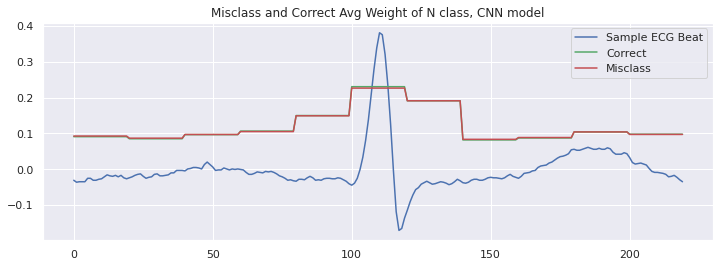 Misclass and Correct Avg Weight of N class, CNN model
Sample ECG Beat
Correct
Misclass
0.4
0.3
0.2
0.1
0.0
−0.1
0
50
100
150
200